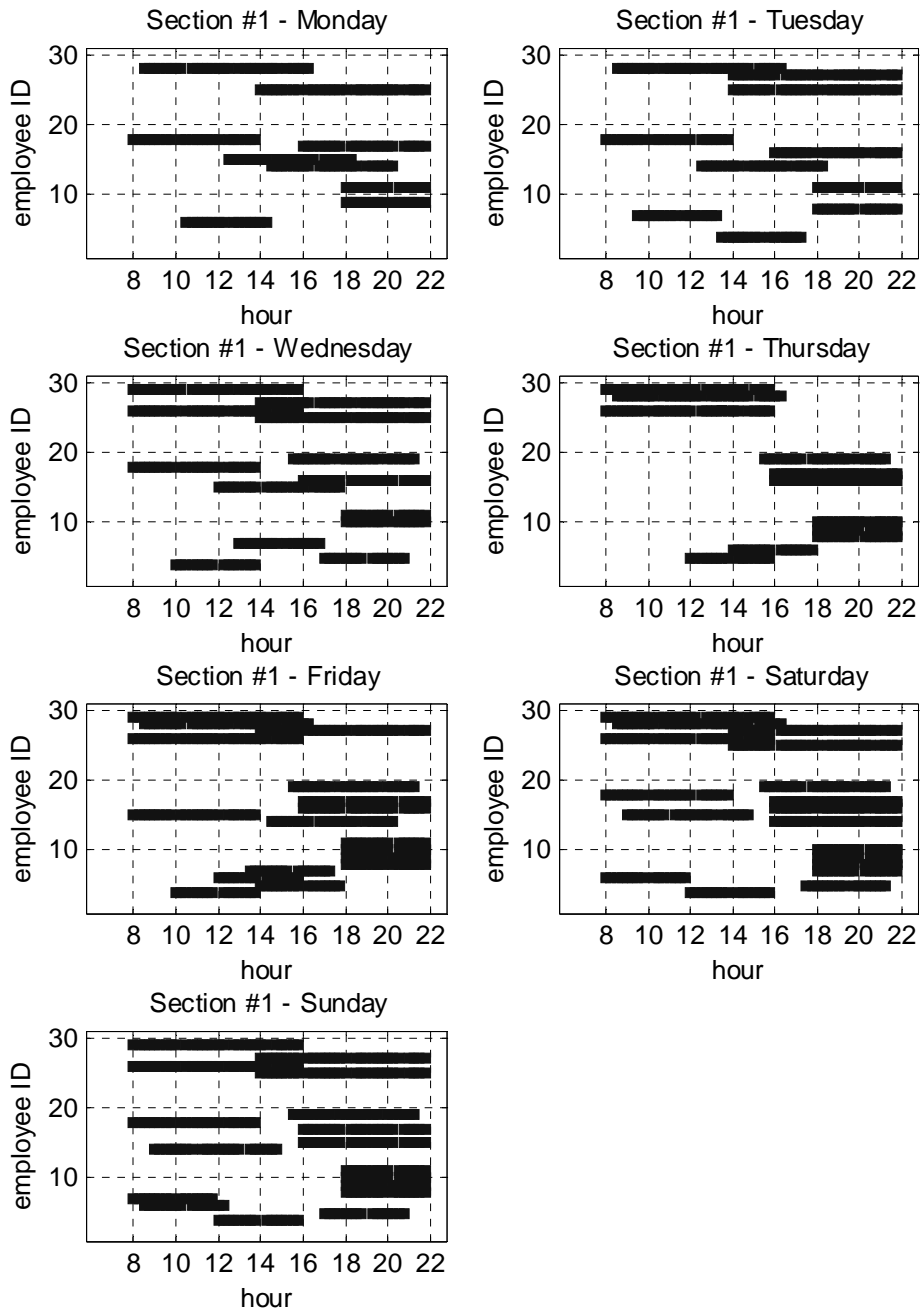 Section #1 - Monday
30
20
10
employee ID
8 10 12 14 16 18 20 22
hour
Section #1 - Tuesday
30
20
10
employee ID
8 10 12 14 16 18 20 22
hour
Section #1 - Wednesday
30
20
10
employee ID
8 10 12 14 16 18 20 22
hour
Section #1 - Thursday
30
20
10
employee ID
8 10 12 14 16 18 20 22
hour
Section #1 - Friday
30
20
10
employee ID
8 10 12 14 16 18 20 22
hour
Section #1 - Saturday
30
20
10
employee ID
8 10 12 14 16 18 20 22
hour
Section #1 - Sunday
30
20
10
employee ID
8 10 12 14 16 18 20 22
hour